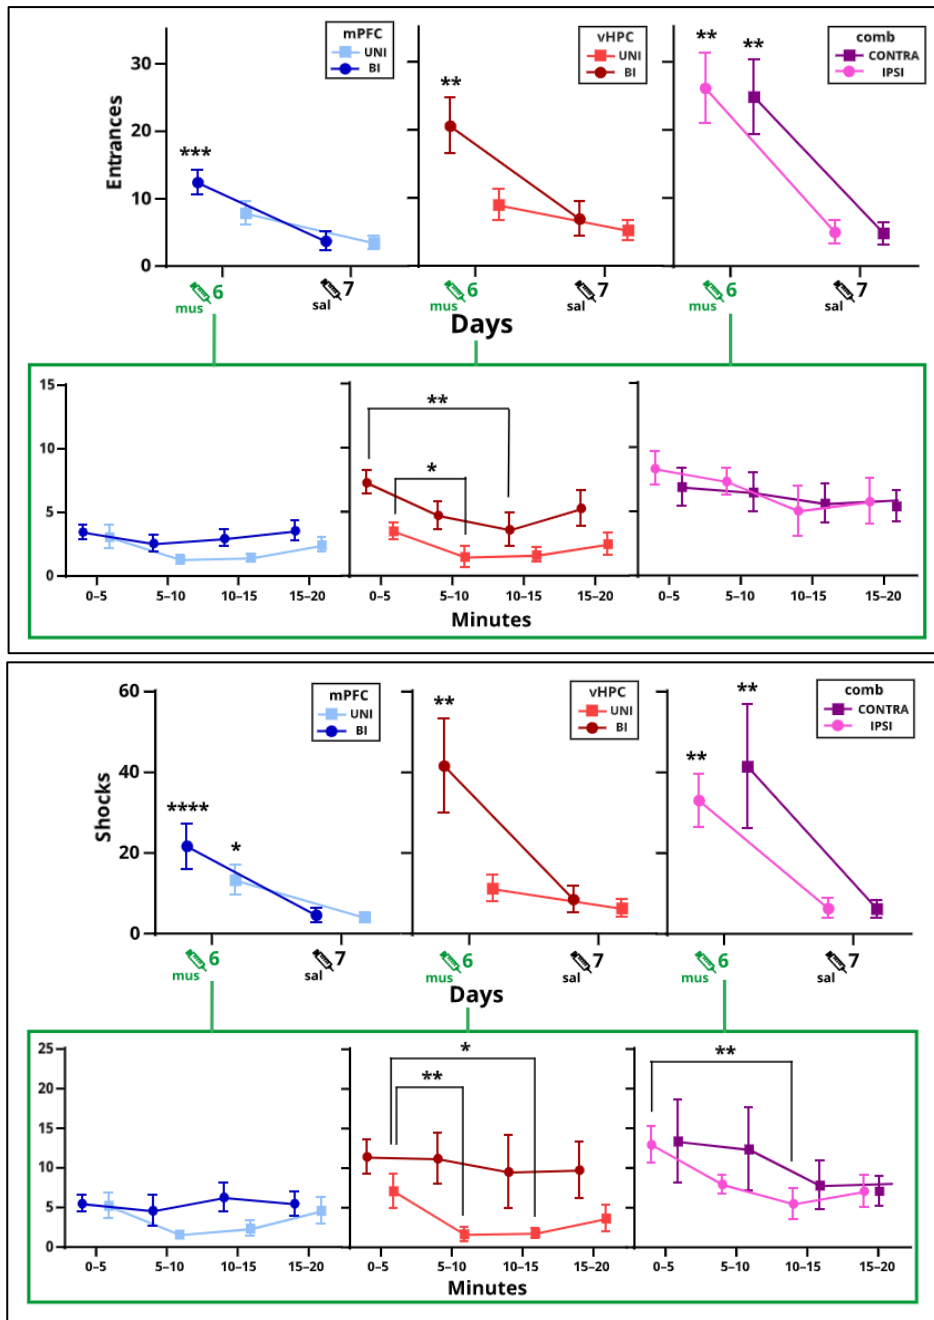 mPFC
UNI
BI
vHPC
UNI
BI
comb
CONTRA
IPSI
Entrances
30
20
10
0
***
**
**
**
6
mus
7
sal
6
mus
7
sal
6
mus
7
sal
Days
15
10
5
0
**
*
0–5
5–10
10–15
15–20
0–5
5–10
10–15
15–20
0–5
5–10
10–15
15–20
Minutes
mPFC
UNI
BI
vHPC
UNI
BI
comb
CONTRA
IPSI
Shocks
60
40
20
0
****
*
**
**
**
6
mus
7
sal
6
mus
7
sal
6
mus
7
sal
Days
25
20
15
10
5
0
*
**
**
0–5
5–10
10–15
15–20
0–5
5–10
10–15
15–20
0–5
5–10
10–15
15–20
Minutes